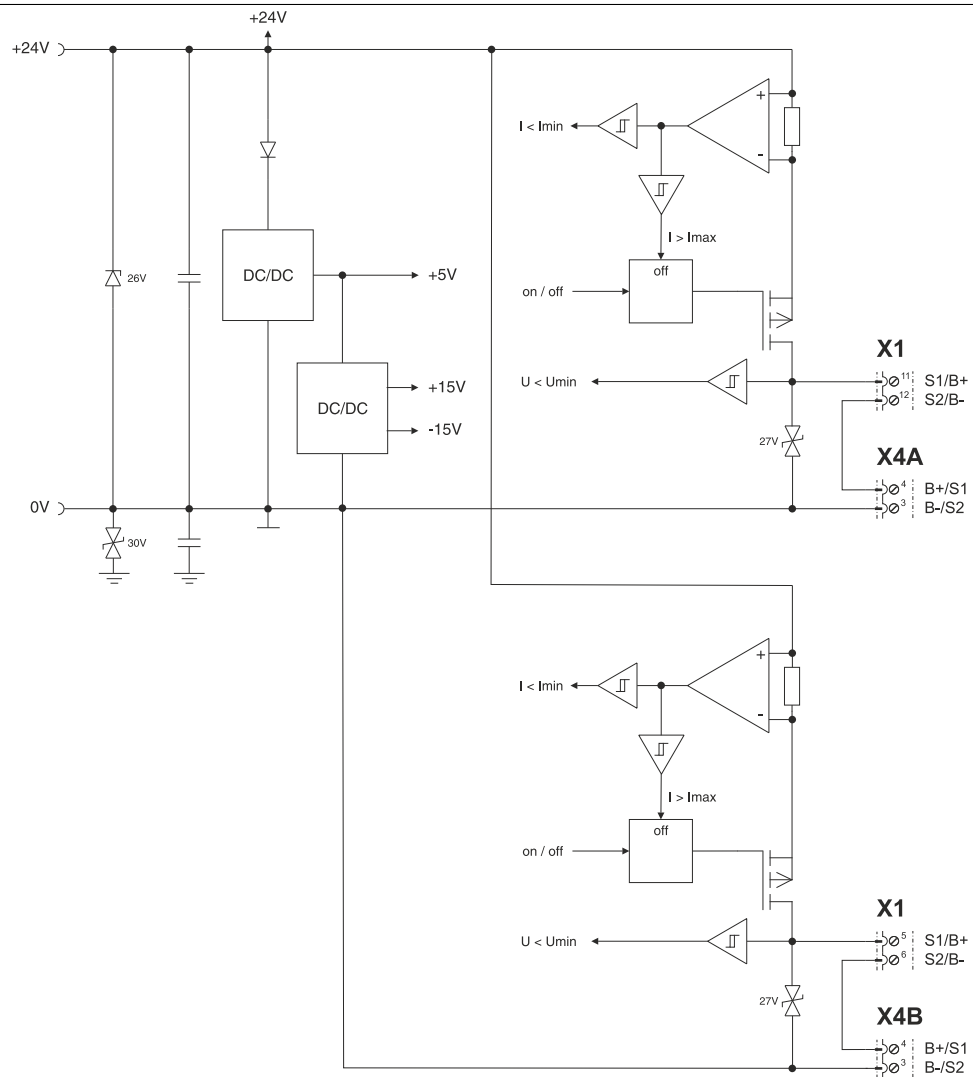 +24V
+24V
+
I < Imin
-
I > Imax
26V
DC/DC
+5V
off
on / off
X1
+15V
U < Umin
11 S1/B+
DC/DC
12 S2/B-
-15V
27V
X4A
4 B+/S1
0V
3 B-/S2
30V
+
I < Imin
-
I > Imax
off
on / off
X1
U < Umin
5 S1/B+
6 S2/B-
27V
X4B
4 B+/S1
3 B-/S2